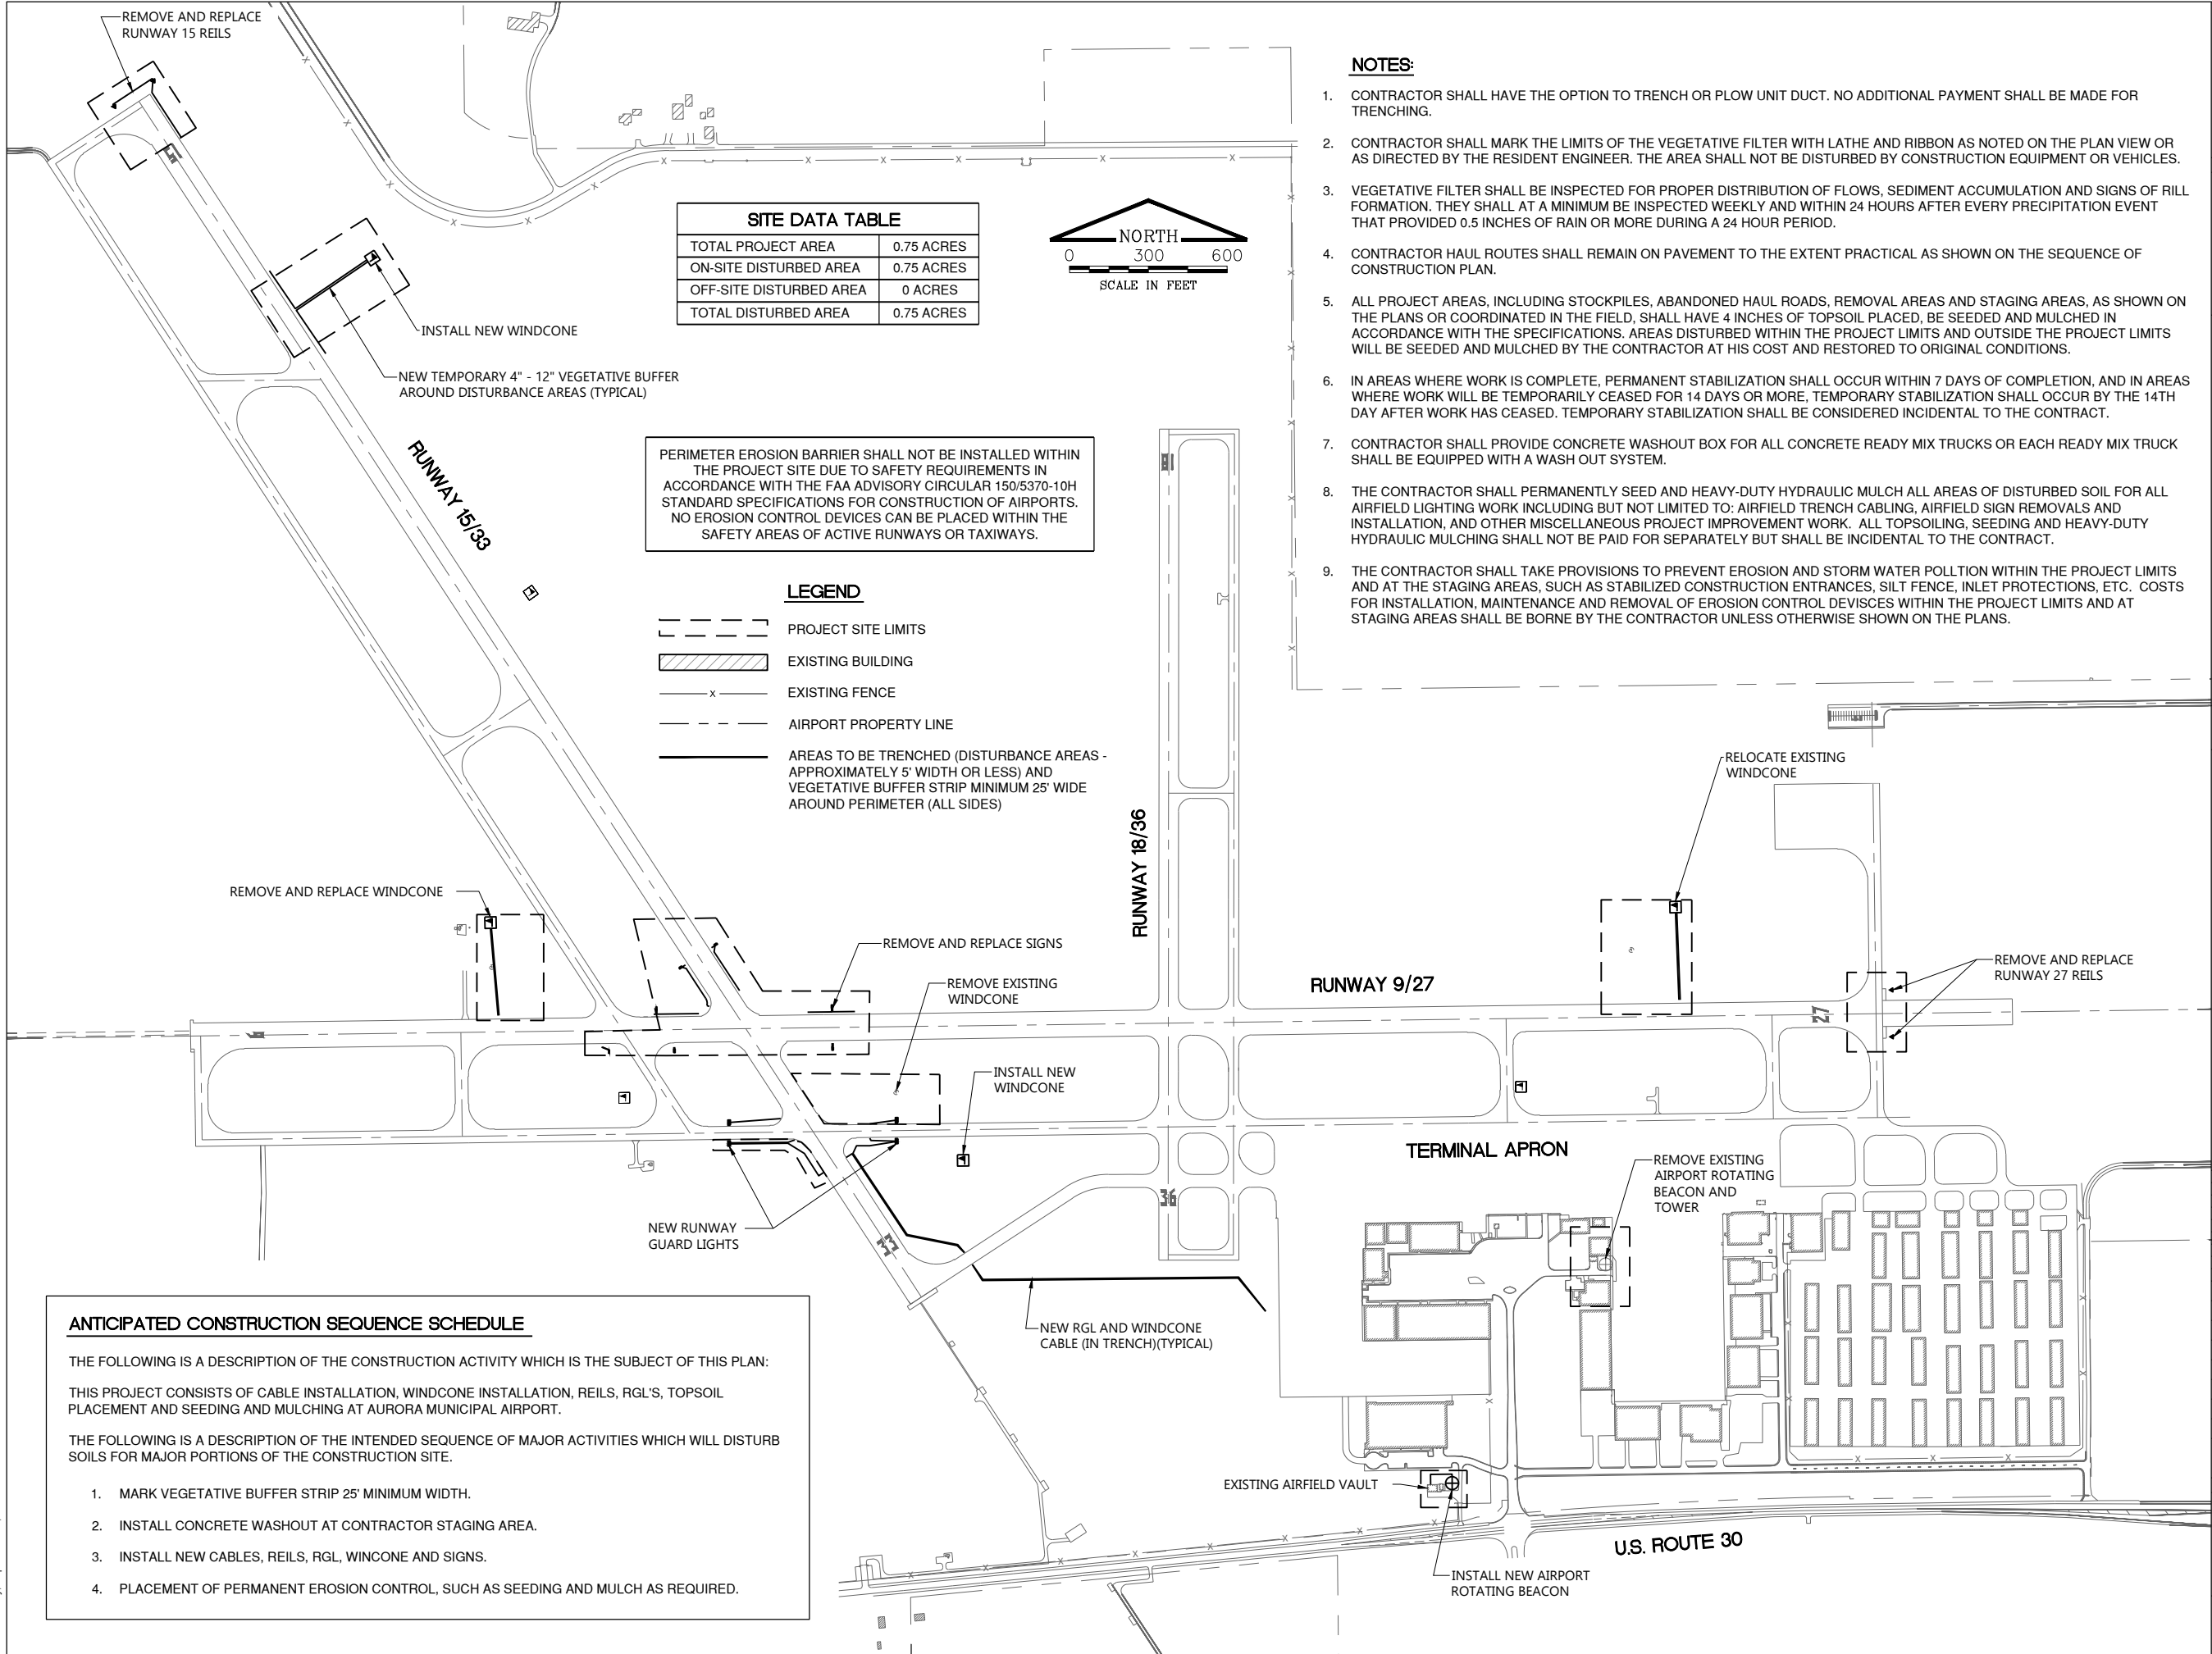 REMOVE AND REPLACE
RUNWAY 15 REILS
NOTES:
1. CONTRACTOR SHALL HAVE THE OPTION TO TRENCH OR PLOW UNIT DUCT. NO ADDITIONAL PAYMENT SHALL BE MADE FOR
TRENCHING.
2. CONTRACTOR SHALL MARK THE LIMITS OF THE VEGETATIVE FILTER WITH LATHE AND RIBBON AS NOTED ON THE PLAN VIEW OR
AS DIRECTED BY THE RESIDENT ENGINEER. THE AREA SHALL NOT BE DISTURBED BY CONSTRUCTION EQUIPMENT OR VEHICLES.
3. VEGETATIVE FILTER SHALL BE INSPECTED FOR PROPER DISTRIBUTION OF FLOWS, SEDIMENT ACCUMULATION AND SIGNS OF RILL
FORMATION. THEY SHALL AT A MINIMUM BE INSPECTED WEEKLY AND WITHIN 24 HOURS AFTER EVERY PRECIPITATION EVENT
THAT PROVIDED 0.5 INCHES OF RAIN OR MORE DURING A 24 HOUR PERIOD.
4. CONTRACTOR HAUL ROUTES SHALL REMAIN ON PAVEMENT TO THE EXTENT PRACTICAL AS SHOWN ON THE SEQUENCE OF
CONSTRUCTION PLAN.
5. ALL PROJECT AREAS, INCLUDING STOCKPILES, ABANDONED HAUL ROADS, REMOVAL AREAS AND STAGING AREAS, AS SHOWN ON
THE PLANS OR COORDINATED IN THE FIELD, SHALL HAVE 4 INCHES OF TOPSOIL PLACED, BE SEEDED AND MULCHED IN
ACCORDANCE WITH THE SPECIFICATIONS. AREAS DISTURBED WITHIN THE PROJECT LIMITS AND OUTSIDE THE PROJECT LIMITS
WILL BE SEEDED AND MULCHED BY THE CONTRACTOR AT HIS COST AND RESTORED TO ORIGINAL CONDITIONS.
6. IN AREAS WHERE WORK IS COMPLETE, PERMANENT STABILIZATION SHALL OCCUR WITHIN 7 DAYS OF COMPLETION, AND IN AREAS
WHERE WORK WILL BE TEMPORARILY CEASED FOR 14 DAYS OR MORE, TEMPORARY STABILIZATION SHALL OCCUR BY THE 14TH
DAY AFTER WORK HAS CEASED. TEMPORARY STABILIZATION SHALL BE CONSIDERED INCIDENTAL TO THE CONTRACT.
7. CONTRACTOR SHALL PROVIDE CONCRETE WASHOUT BOX FOR ALL CONCRETE READY MIX TRUCKS OR EACH READY MIX TRUCK
SHALL BE EQUIPPED WITH A WASH OUT SYSTEM.
8. THE CONTRACTOR SHALL PERMANENTLY SEED AND HEAVY-DUTY HYDRAULIC MULCH ALL AREAS OF DISTURBED SOIL FOR ALL
AIRFIELD LIGHTING WORK INCLUDING BUT NOT LIMITED TO: AIRFIELD TRENCH CABLING, AIRFIELD SIGN REMOVALS AND
INSTALLATION, AND OTHER MISCELLANEOUS PROJECT IMPROVEMENT WORK. ALL TOPSOILING, SEEDING AND HEAVY-DUTY
HYDRAULIC MULCHING SHALL NOT BE PAID FOR SEPARATELY BUT SHALL BE INCIDENTAL TO THE CONTRACT.
9. THE CONTRACTOR SHALL TAKE PROVISIONS TO PREVENT EROSION AND STORM WATER POLLTION WITHIN THE PROJECT LIMITS
AND AT THE STAGING AREAS, SUCH AS STABILIZED CONSTRUCTION ENTRANCES, SILT FENCE, INLET PROTECTIONS, ETC. COSTS
FOR INSTALLATION, MAINTENANCE AND REMOVAL OF EROSION CONTROL DEVISCES WITHIN THE PROJECT LIMITS AND AT
STAGING AREAS SHALL BE BORNE BY THE CONTRACTOR UNLESS OTHERWISE SHOWN ON THE PLANS.
SITE DATA TABLE
TOTAL PROJECT AREA 0.75 ACRES
ON-SITE DISTURBED AREA 0.75 ACRES
OFF-SITE DISTURBED AREA 0 ACRES
TOTAL DISTURBED AREA 0.75 ACRES
NORTH
0 300 600
SCALE IN FEET
15
INSTALL NEW WINDCONE
NEW TEMPORARY 4" - 12" VEGETATIVE BUFFER
AROUND DISTURBANCE AREAS (TYPICAL)
RUNWAY 15/33
PERIMETER EROSION BARRIER SHALL NOT BE INSTALLED WITHIN
THE PROJECT SITE DUE TO SAFETY REQUIREMENTS IN
ACCORDANCE WITH THE FAA ADVISORY CIRCULAR 150/5370-10H
STANDARD SPECIFICATIONS FOR CONSTRUCTION OF AIRPORTS.
NO EROSION CONTROL DEVICES CAN BE PLACED WITHIN THE
SAFETY AREAS OF ACTIVE RUNWAYS OR TAXIWAYS.
18
LEGEND
PROJECT SITE LIMITS
EXISTING BUILDING
x EXISTING FENCE
AIRPORT PROPERTY LINE
AREAS TO BE TRENCHED (DISTURBANCE AREAS -
APPROXIMATELY 5' WIDTH OR LESS) AND
VEGETATIVE BUFFER STRIP MINIMUM 25' WIDE
AROUND PERIMETER (ALL SIDES)
RUNWAY 18/36
RELOCATE EXISTING
WINDCONE
REMOVE AND REPLACE WINDCONE
REMOVE AND REPLACE SIGNS
REMOVE EXISTING
WINDCONE
RUNWAY 9/27
REMOVE AND REPLACE
RUNWAY 27 REILS
9
27
INSTALL NEW
WINDCONE
TERMINAL APRON
REMOVE EXISTING
AIRPORT ROTATING
BEACON AND
TOWER
36
33
NEW RUNWAY
GUARD LIGHTS
NEW RGL AND WINDCONE
CABLE (IN TRENCH)(TYPICAL)
ANTICIPATED CONSTRUCTION SEQUENCE SCHEDULE
THE FOLLOWING IS A DESCRIPTION OF THE CONSTRUCTION ACTIVITY WHICH IS THE SUBJECT OF THIS PLAN:
THIS PROJECT CONSISTS OF CABLE INSTALLATION, WINDCONE INSTALLATION, REILS, RGL'S, TOPSOIL
PLACEMENT AND SEEDING AND MULCHING AT AURORA MUNICIPAL AIRPORT.
THE FOLLOWING IS A DESCRIPTION OF THE INTENDED SEQUENCE OF MAJOR ACTIVITIES WHICH WILL DISTURB
SOILS FOR MAJOR PORTIONS OF THE CONSTRUCTION SITE.
1. MARK VEGETATIVE BUFFER STRIP 25' MINIMUM WIDTH.
2. INSTALL CONCRETE WASHOUT AT CONTRACTOR STAGING AREA.
3. INSTALL NEW CABLES, REILS, RGL, WINCONE AND SIGNS.
4. PLACEMENT OF PERMANENT EROSION CONTROL, SUCH AS SEEDING AND MULCH AS REQUIRED.
EXISTING AIRFIELD VAULT
U.S. ROUTE 30
INSTALL NEW AIRPORT
ROTATING BEACON